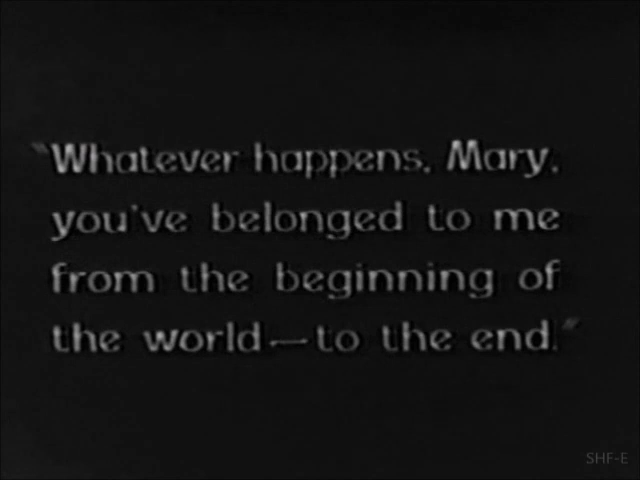 "Whatever happens, Mary,
you've belonged to me
from the beginning of
the world—to the end."
SHF-E